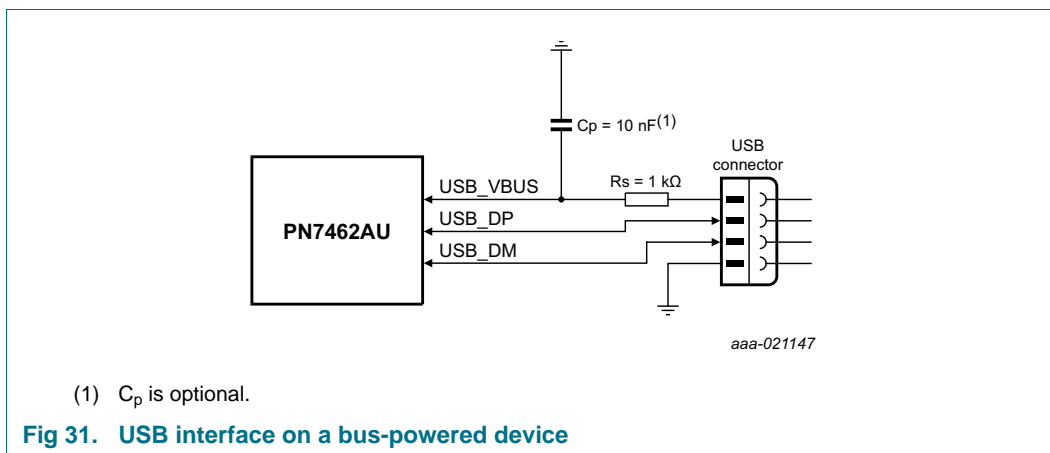 Cp = 10 nF(1)
USB
connector
USB_VBUS
Rs = 1 kΩ
USB_DP
PN7462AU
USB_DM
aaa-021147
(1) Cp is optional.
Fig 31. USB interface on a bus-powered device